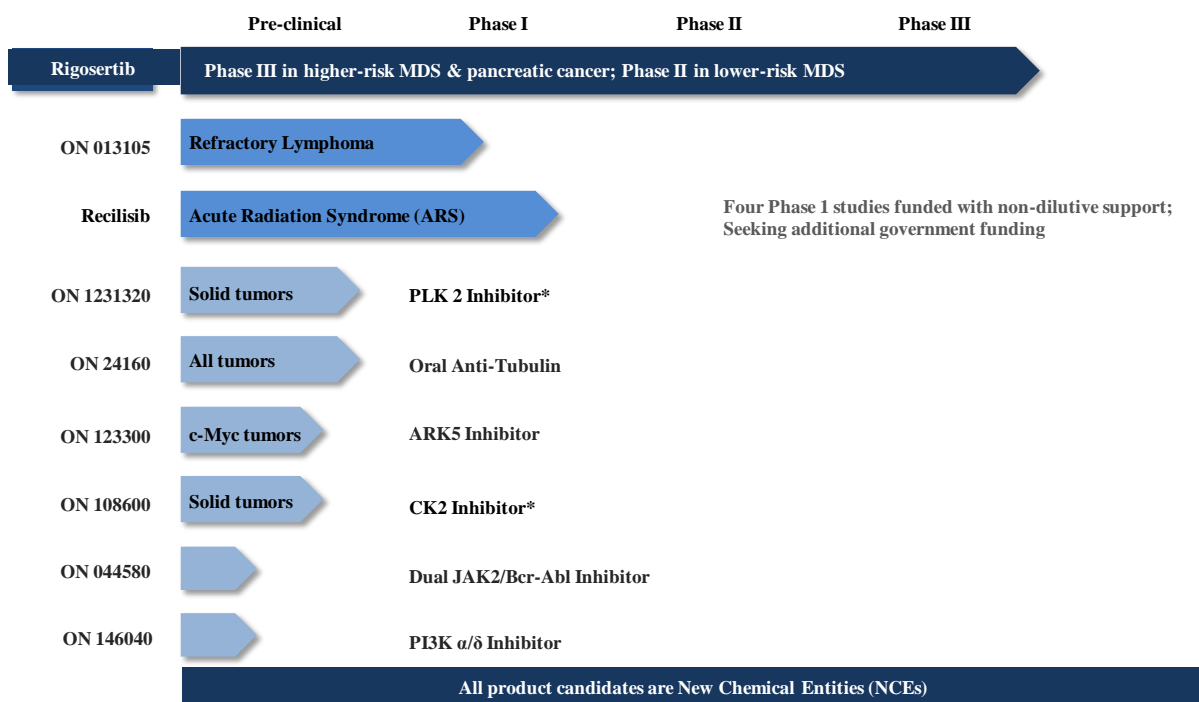 Pre-clinical Phase I Phase II Phase III
Rigosertib Phase III in higher-risk MDS & pancreatic cancer; Phase II in lower-risk MDS
ON 013105 Refractory Lymphoma
Recilisib Acute Radiation Syndrome (ARS) Four Phase 1 studies funded with non-dilutive support;
Seeking additional government funding
ON 1231320 Solid tumors PLK 2 Inhibitor*
ON 24160 All tumors Oral Anti-Tubulin
ON 123300 c-Myc tumors ARK5 Inhibitor
ON 108600 Solid tumors CK2 Inhibitor*
ON 044580 Dual JAK2/Bcr-Abl Inhibitor
ON 146040 PI3K α/δ Inhibitor
All product candidates are New Chemical Entities (NCEs)